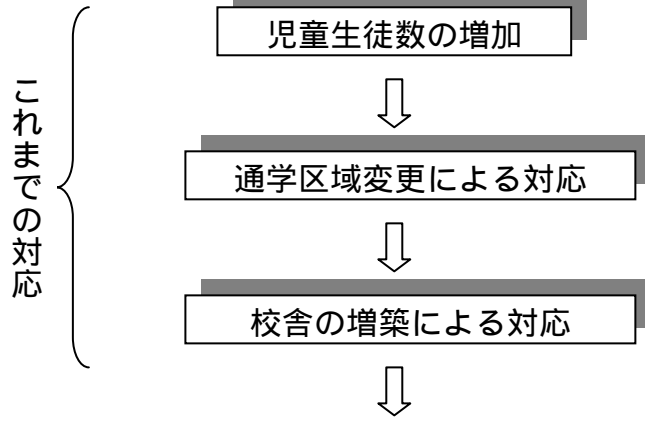 児童生徒数の増加
これまでの対応
通学区域変更による対応
校舎の増築による対応